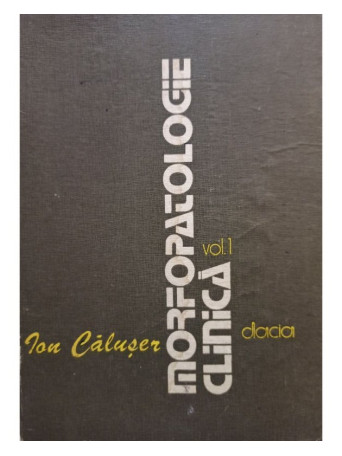 Ion Călușer
MORFOPATOLOGIE
CLINICĂ
vol.1
dacia